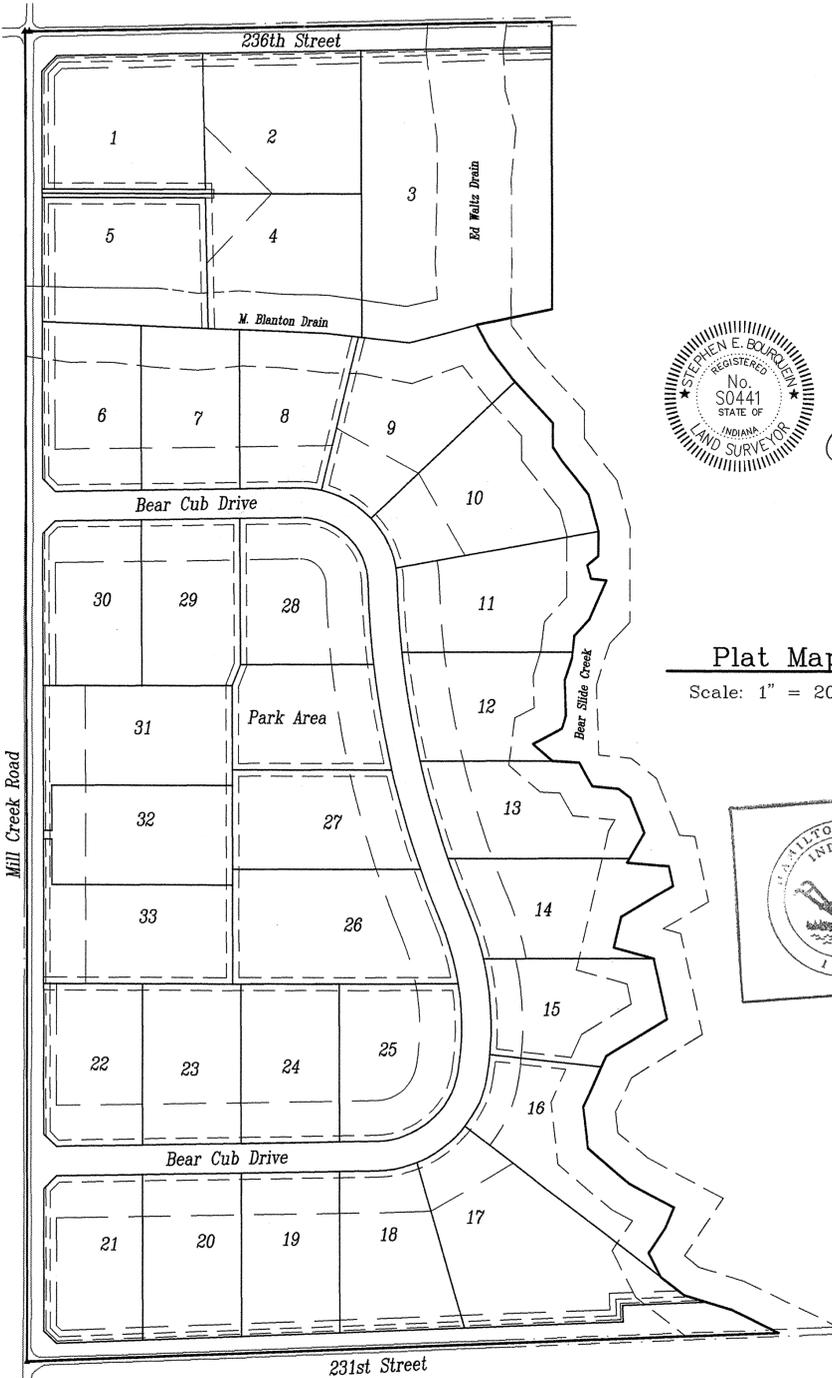 236th Street
1
2
3
Ed Waltz Drain
5
4
M. Blanton Drain
6
7
8
9
10
STEPHEN E. BOURQUEIN
REGISTERED
No.
S0441
STATE OF
INDIANA
LAND SURVEYOR
Bear Cub Drive
30
29
28
11
12
Bear Slide Creek
Plat Map
Scale: 1" = 20
31
Park Area
Mill Creek Road
32
27
13
33
26
14
15
22
23
24
25
16
Bear Cub Drive
21
20
19
18
17
231st Street